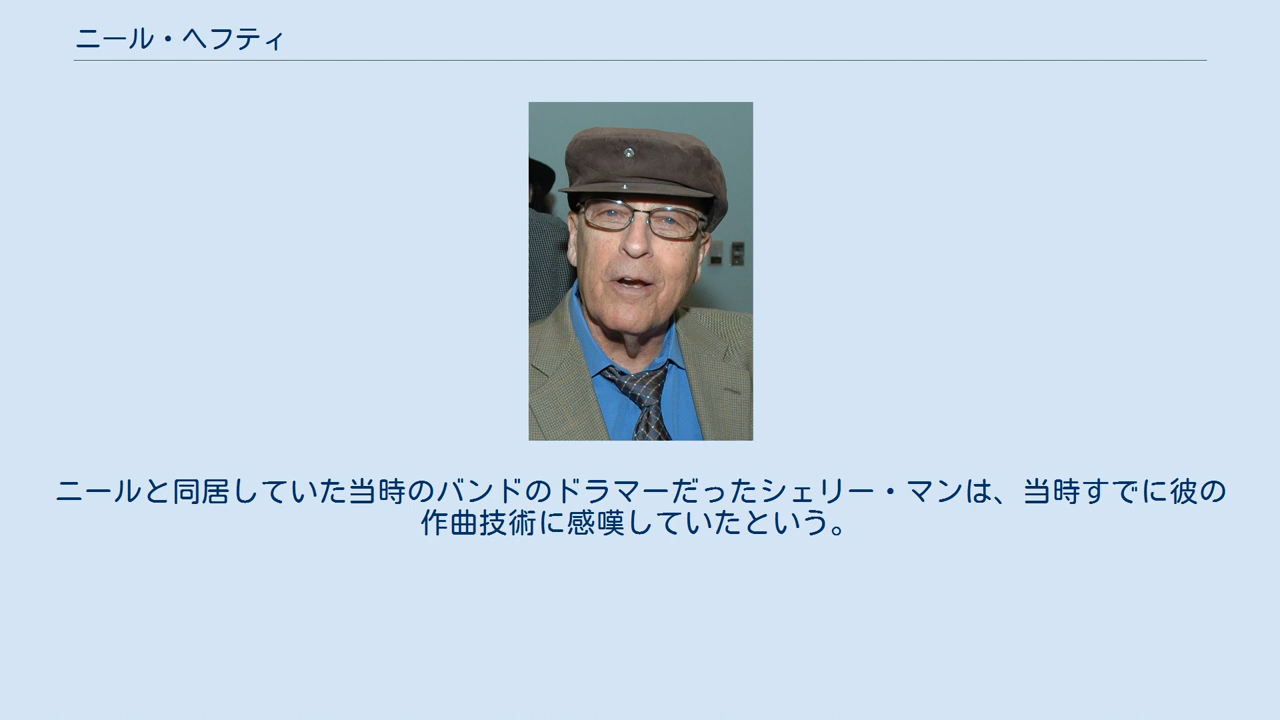 ニール・ヘフティ
ニールと同居していた当時のバンドのドラマーだったシェリー・マンは、当時すでに彼の
作曲技術に感嘆していたという。